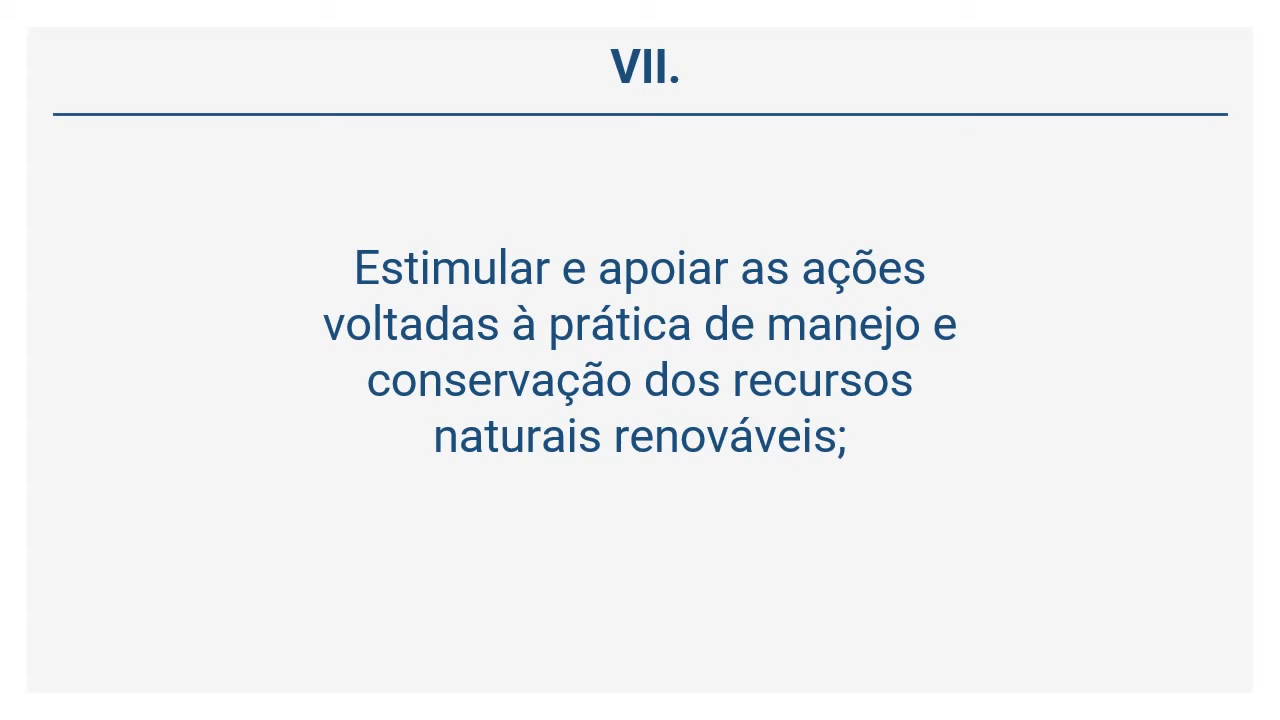 VII.
Estimular e apoiar as ações
voltadas à prática de manejo e
conservação dos recursos
naturais renováveis;